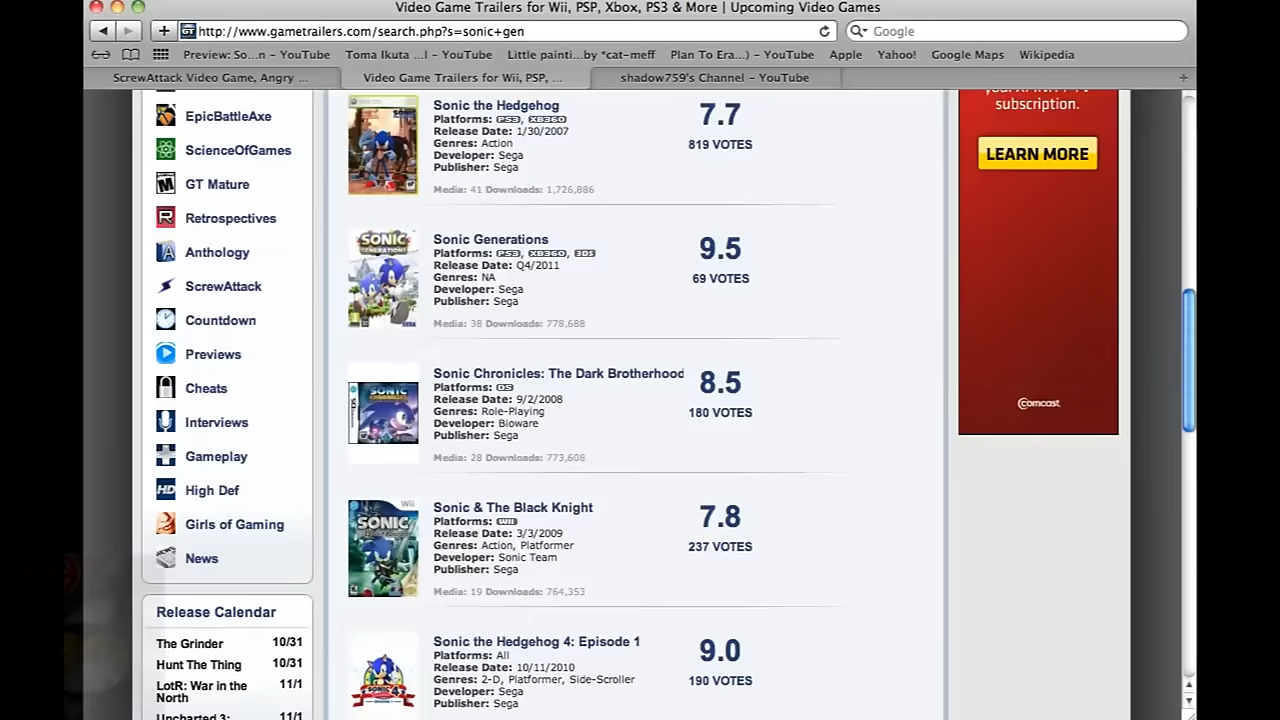 Video Game Trailers for Wii, PSP, Xbox, PS3 & More | Upcoming Video Games
http://www.gametrailers.com/search.php?s=sonic+gen
Google
Preview: So...n - YouTube
Toma Ikuta ...l - YouTube
Little painti...by *cat-meff
Plan To Era...) - YouTube
Apple
Yahoo!
Google Maps
Wikipedia
ScrewAttack Video Game, Angry ...
Video Game Trailers for Wii, PSP, ...
shadow759's Channel - YouTube
EpicBattleAxe
ScienceOfGames
GT Mature
Retrospectives
Anthology
ScrewAttack
Countdown
Previews
Cheats
Interviews
Gameplay
High Def
Girls of Gaming
News
Release Calendar
The Grinder 10/31
Hunt The Thing 10/31
LotR: War in the 11/1
North
Uncharted 3: 11/1
Sonic the Hedgehog
Platforms: PS3, XB360
Release Date: 1/30/2007
Genres: Action
Developer: Sega
Publisher: Sega
Media: 41 Downloads: 1,726,886
7.7
819 VOTES
Sonic Generations
Platforms: PS3, XB360, 3DS
Release Date: Q4/2011
Genres: NA
Developer: Sega
Publisher: Sega
Media: 38 Downloads: 778,688
9.5
69 VOTES
Sonic Chronicles: The Dark Brotherhood
Platforms: DS
Release Date: 9/2/2008
Genres: Role-Playing
Developer: Bioware
Publisher: Sega
Media: 28 Downloads: 773,608
8.5
180 VOTES
Sonic & The Black Knight
Platforms: WII
Release Date: 3/3/2009
Genres: Action, Platformer
Developer: Sonic Team
Publisher: Sega
Media: 19 Downloads: 764,353
7.8
237 VOTES
Sonic the Hedgehog 4: Episode 1
Platforms: All
Release Date: 10/11/2010
Genres: 2-D, Platformer, Side-Scroller
Developer: Sega
Publisher: Sega
9.0
190 VOTES
subscription.
LEARN MORE
comcast